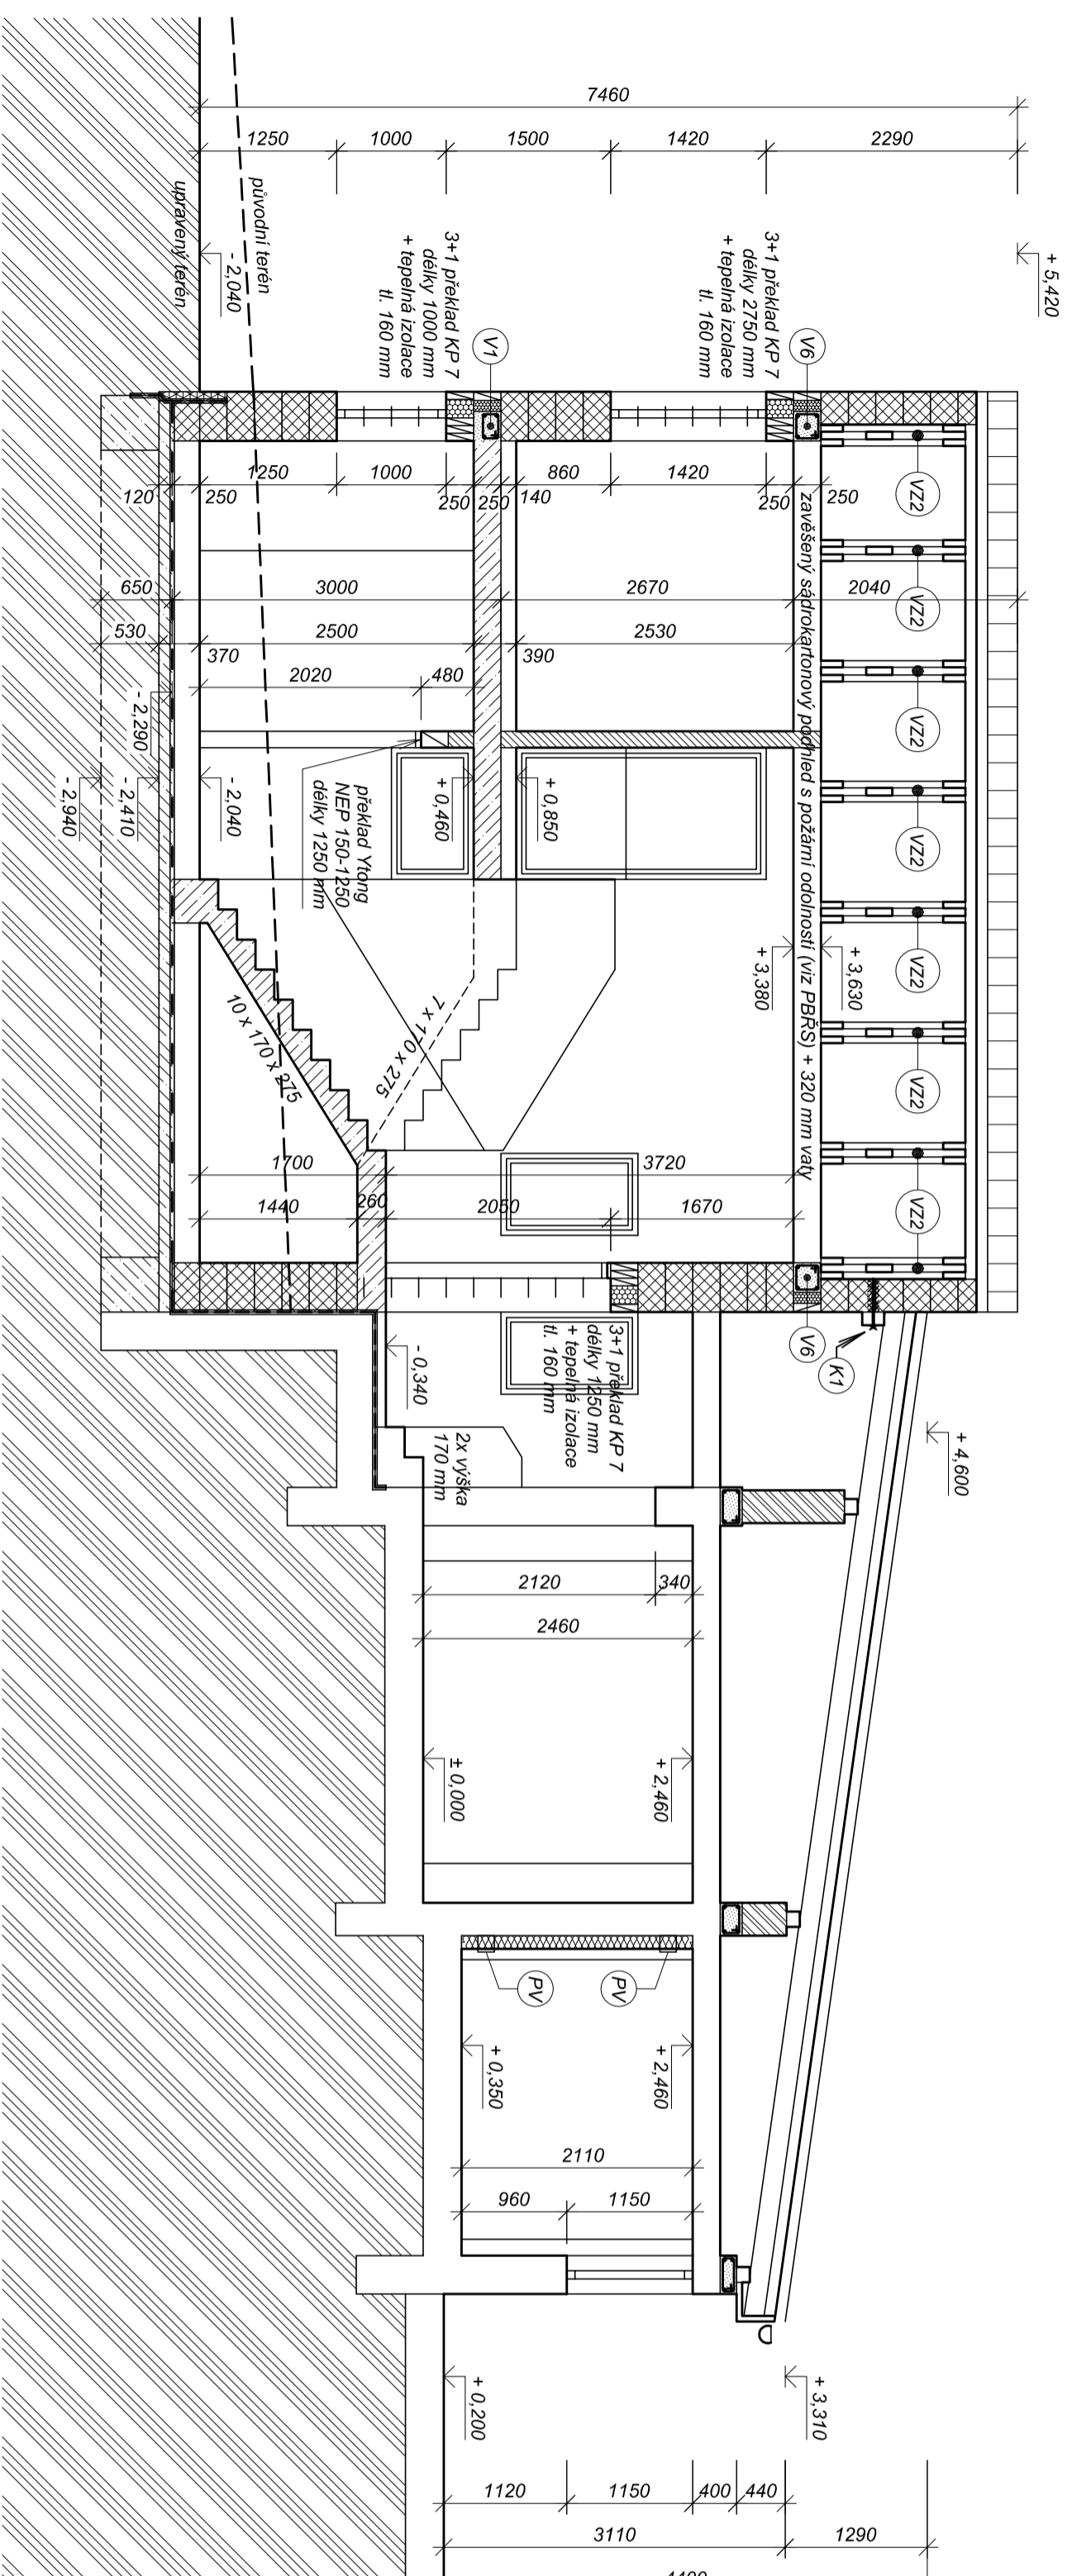 7460
1250
1000
1500
1420
2290
původní terén
upravený terén
- 2,040
+ 5,420
3+1 překlad KP 7
délky 1000 mm
+ tepelná izolace
tl. 160 mm
3+1 překlad KP 7
délky 2750 mm
+ tepelná izolace
tl. 160 mm
V1
V6
1250
1000
860
1420
120
250
250
250
140
250
250
VZ2
VZ2
VZ2
VZ2
VZ2
VZ2
VZ2
zavěšený sádrokartonový podhled s požární odolností (viz PBŘS) + 320 mm vaty
650
3000
2670
2040
530
2500
2530
370
390
2020
480
- 2,290
- 2,410
- 2,940
- 2,040
překlad Ytong
NEP 150-1250
délky 1250 mm
+ 0,460
+ 0,850
+ 3,380
+ 3,630
10 x 170 x 275
7 x 170 x 275
1700
3720
1440
260
2050
1670
V6
K1
- 0,340
3+1 překlad KP 7
délky 1250 mm
+ tepelná izolace
tl. 160 mm
2x výška
170 mm
+ 4,600
2120
340
2460
± 0,000
+ 2,460
PV
PV
+ 0,350
+ 2,460
2110
960
1150
+ 0,200
+ 3,310
1120
1150
400
440
3110
1290